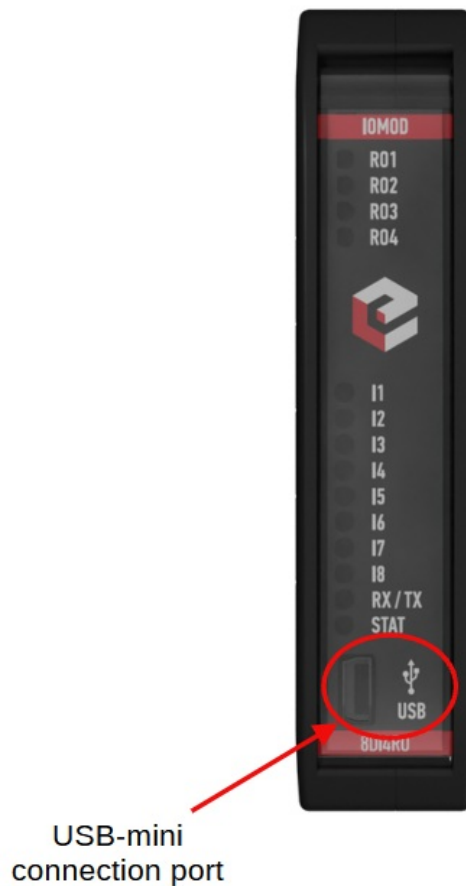 IOMOD
RO1
RO2
RO3
RO4
I1
I2
I3
I4
I5
I6
I7
I8
RX / TX
STAT
USB
8DI4RO
USB-mini
connection port